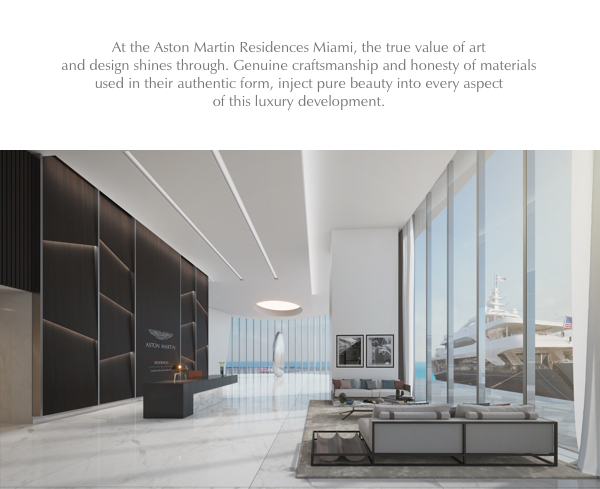 At the Aston Martin Residences Miami, the true value of art
and design shines through. Genuine craftsmanship and honesty of materials
used in their authentic form, inject pure beauty into every aspect
of this luxury development.
ASTON MARTIN
RESIDENCES